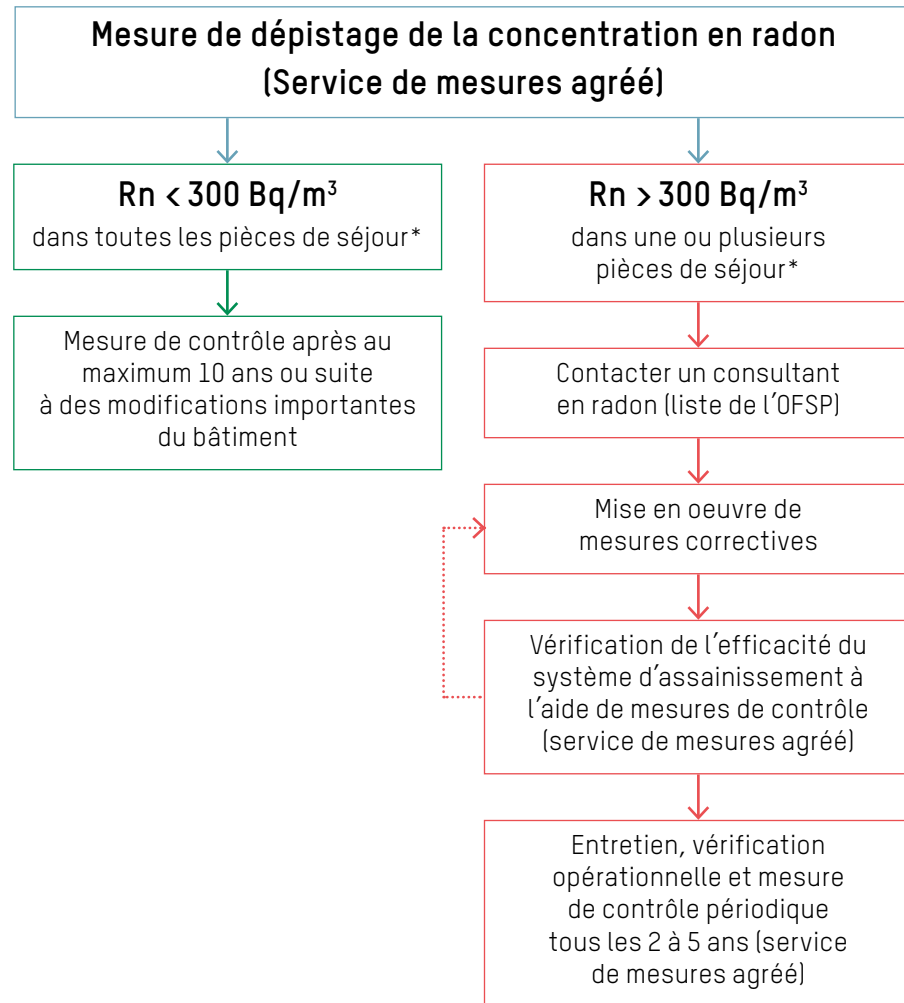 Mesure de dépistage de la concentration en radon
(Service de mesures agréé)
Rn < 300 Bq/m³
dans toutes les pièces de séjour*
Mesure de contrôle après au
maximum 10 ans ou suite
à des modifications importantes
du bâtiment
Rn > 300 Bq/m³
dans une ou plusieurs
pièces de séjour*
Contacter un consultant
en radon (liste de l'OFSP)
Mise en oeuvre de
mesures correctives
Vérification de l'efficacité du
système d'assainissement à
l'aide de mesures de contrôle
(service de mesures agréé)
Entretien, vérification
opérationnelle et mesure
de contrôle périodique
tous les 2 à 5 ans (service
de mesures agréé)